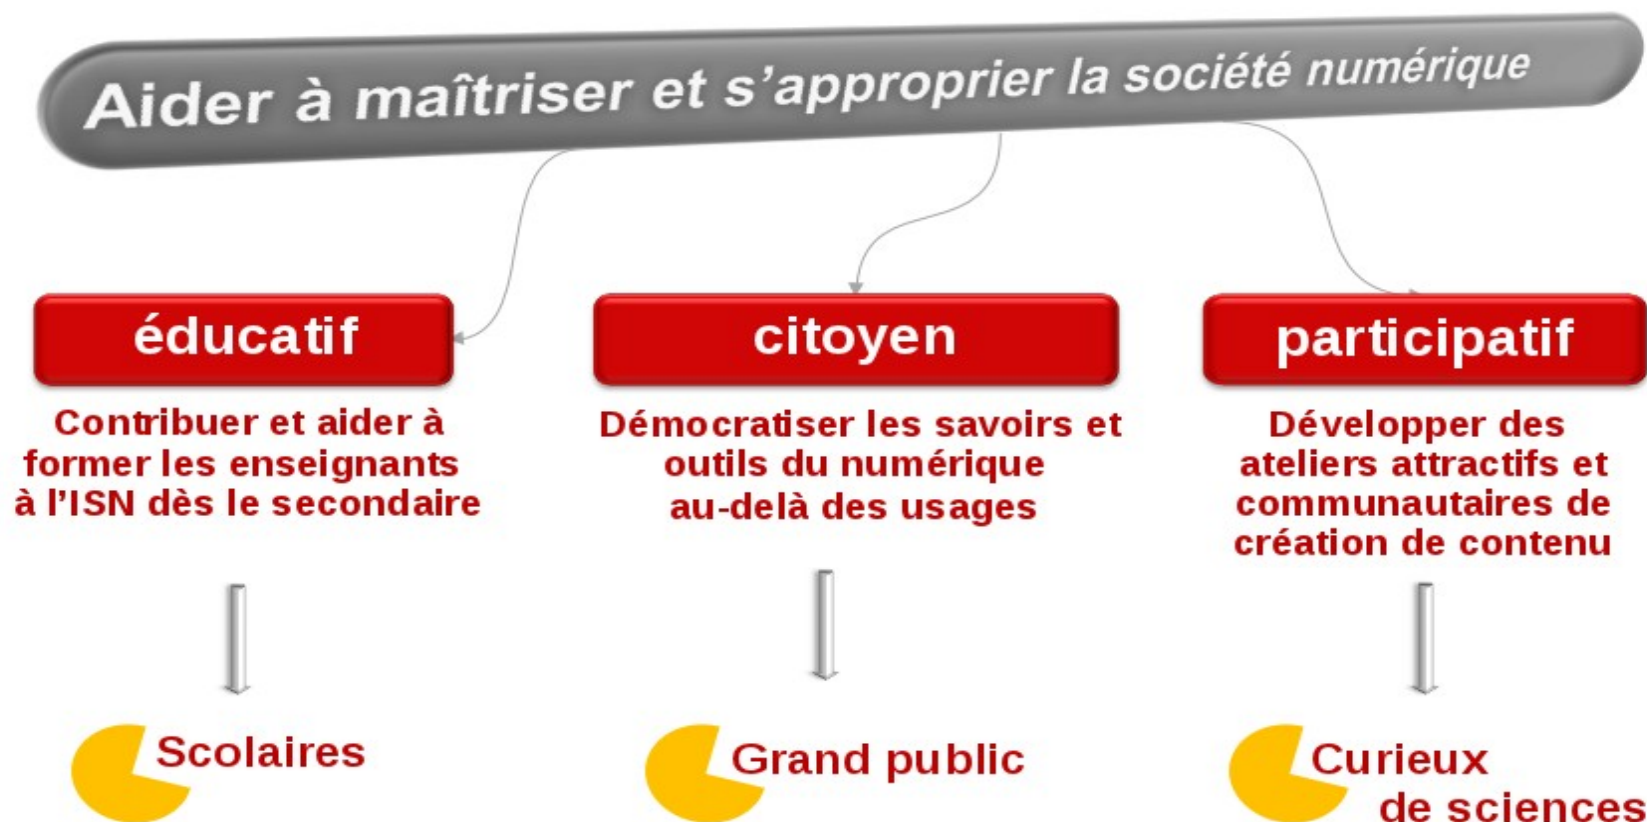 Aider à maîtriser et s’approprier la société numérique
éducatif
Contribuer et aider à
former les enseignants
à l’ISN dès le secondaire
Scolaires
citoyen
Démocratiser les savoirs et
outils du numérique
au-delà des usages
Grand public
participatif
Développer des
ateliers attractifs et
communautaires de
création de contenu
Curieux
de sciences